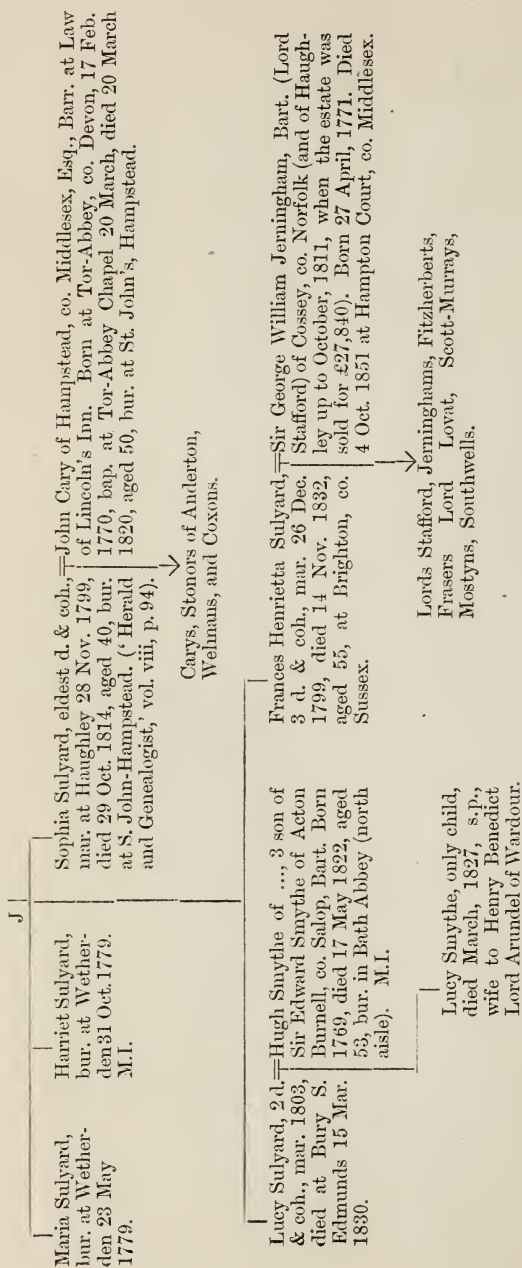 J
Maria Sulyard,
bur. at Wether-
den 23 May
1779.
Harriet Sulyard,
bur. at Wether-
den 31 Oct. 1779.
M.I.
Sophia Sulyard, eldest d. & coh.,
mar. at Haughley 28 Nov. 1799,
died 29 Oct. 1814, aged 40, bur.
at S. John-Hampstead. (‘Herald
and Genealogist,’ vol. viii, p. 94).
John Cary of Hampstead, co. Middlesex, Esq., Barr. at Law
of Lincoln's Inn. Born at Tor-Abbey, co. Devon, 17 Feb.
1770, bap. at Tor-Abbey Chapel 20 March, died 20 March
1820, aged 50, bur. at St. John's, Hampstead.
Carys, Stonors of Anderton,
Welmans, and Coxons.
Lucy Sulyard, 2 d.
& coh., mar. 1803,
died at Bury S.
Edmunds 15 Mar.
1830.
Hugh Smythe of ..., 3 son of
Sir Edward Smythe of Acton
Burnell, co. Salop, Bart. Born
1769, died 17 May 1822, aged
53, bur. in Bath Abbey (north
aisle). M.I.
Frances Henrietta Sulyard,
3 d. & coh., mar. 26 Dec.
1799, died 14 Nov. 1832,
aged 55, at Brighton, co.
Sussex.
Sir George William Jerningham, Bart. (Lord
Stafford) of Cossey, co. Norfolk (and of Haugh-
ley up to October, 1811, when the estate was
sold for £27,840). Born 27 April, 1771. Died
4 Oct. 1851 at Hampton Court, co. Middlesex.
Lucy Smythe, only child,
died March, 1827, s.p.,
wife to Henry Benedict
Lord Arundel of Wardour.
Lords Stafford, Jerninghams, Fitzherberts,
Frasers Lord Lovat, Scott-Murrays,
Mostyns, Southwells.